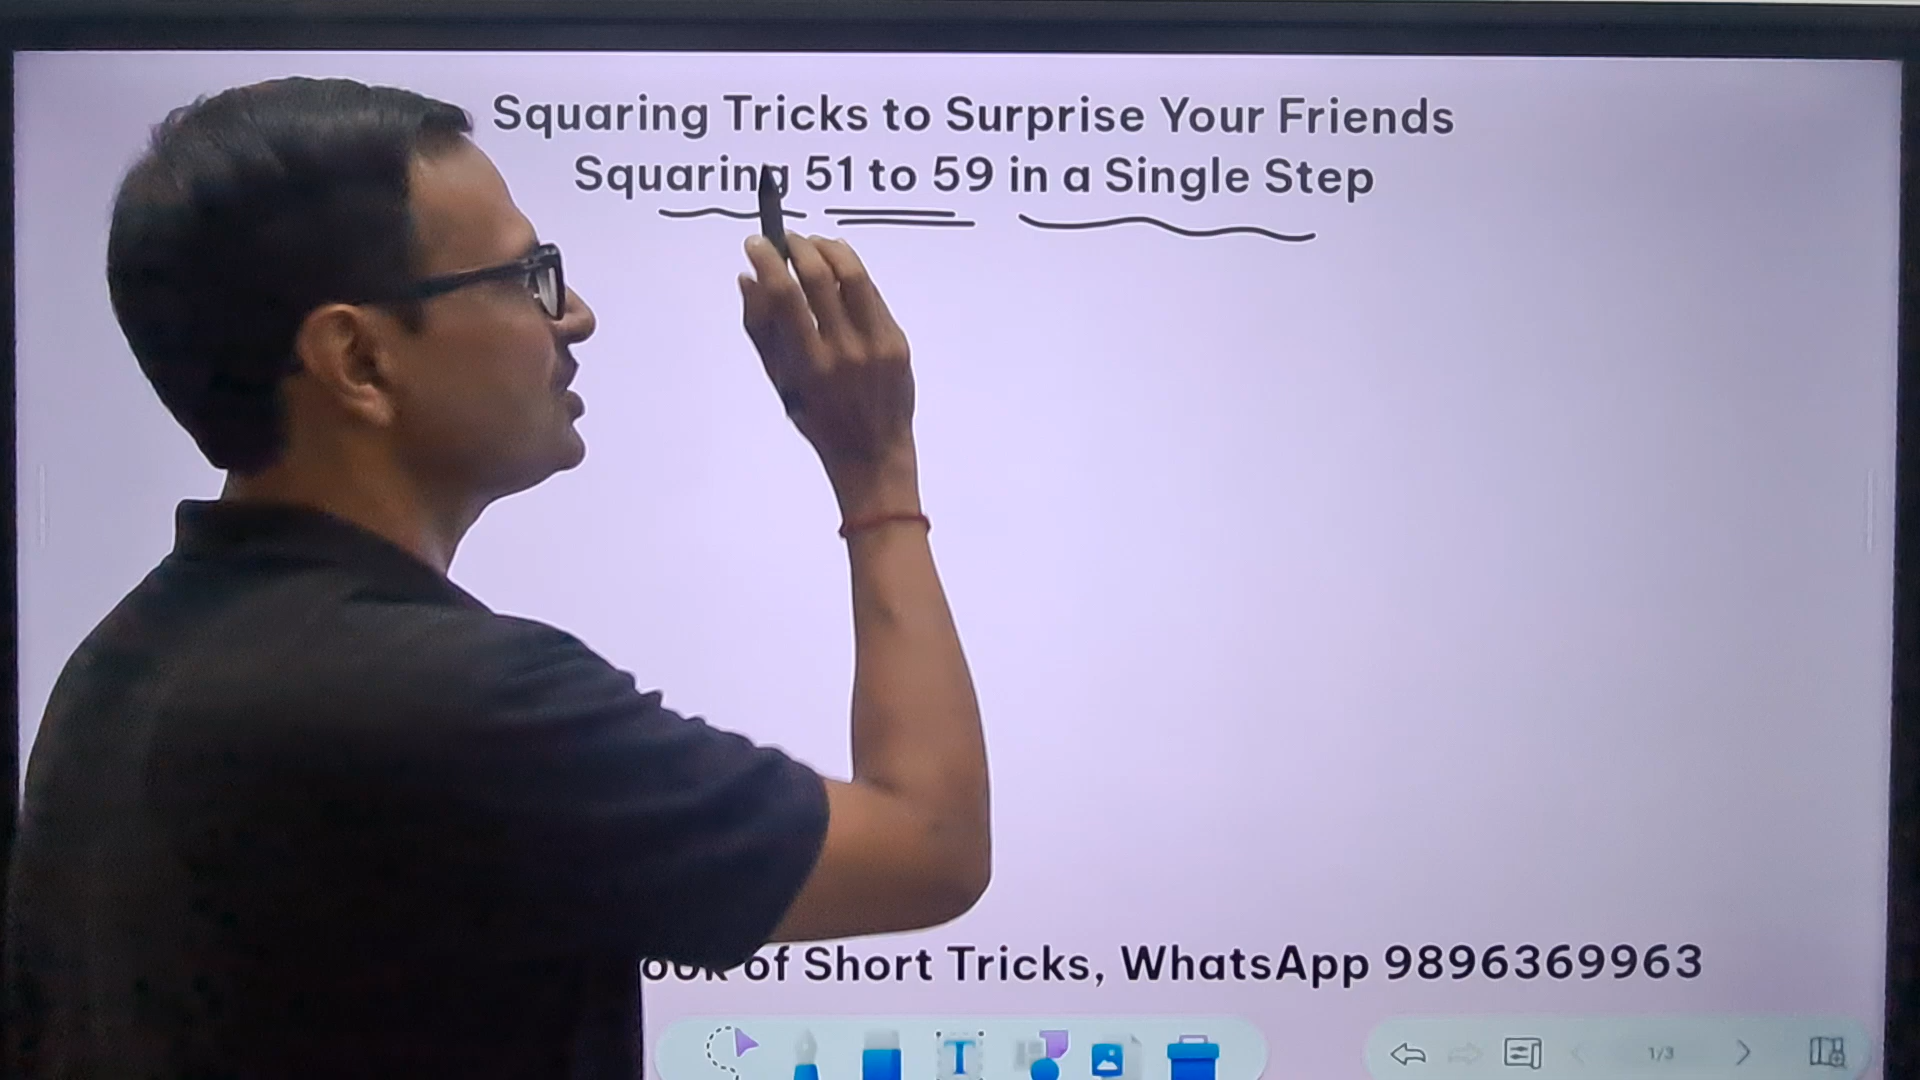 Squaring Tricks to Surprise Your Friends
Squaring 51 to 59 in a Single Step
of Short Tricks, WhatsApp 9896369963
T
1/3